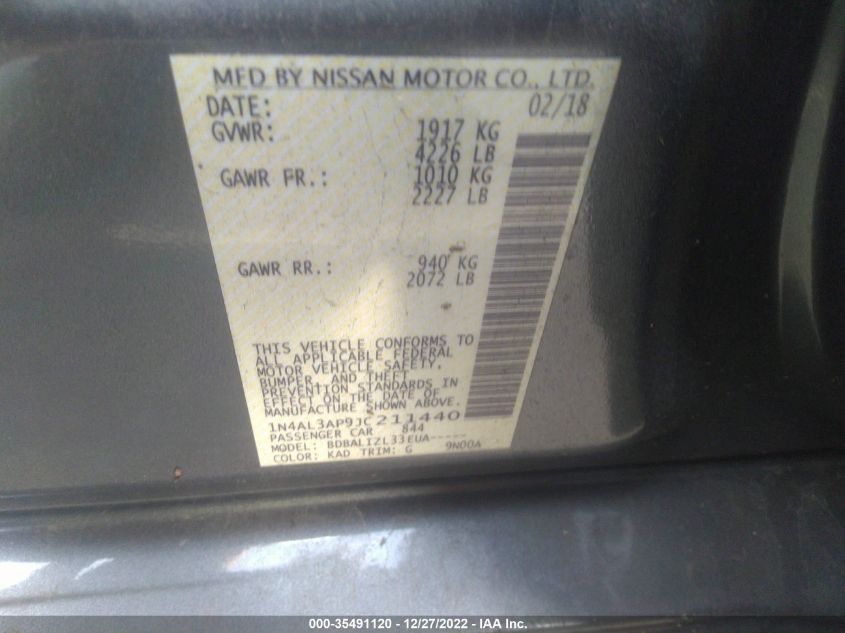 MFD BY NISSAN MOTOR CO., LTD.
DATE: 02/18
GVWR: 1917 KG
4226 LB
GAWR FR.: 1010 KG
2227 LB
GAWR RR.: 940 KG
2072 LB
THIS VEHICLE CONFORMS TO
ALL APPLICABLE FEDERAL
MOTOR VEHICLE SAFETY,
BUMPER, AND THEFT
PREVENTION STANDARDS IN
EFFECT ON THE DATE OF
MANUFACTURE SHOWN ABOVE.
1N4AL3AP9JC211440
PASSENGER CAR 844
MODEL: BDBALIZL33EUA-----
COLOR: KAD TRIM: G 9N00A
000-35491120 - 12/27/2022 - IAA Inc.